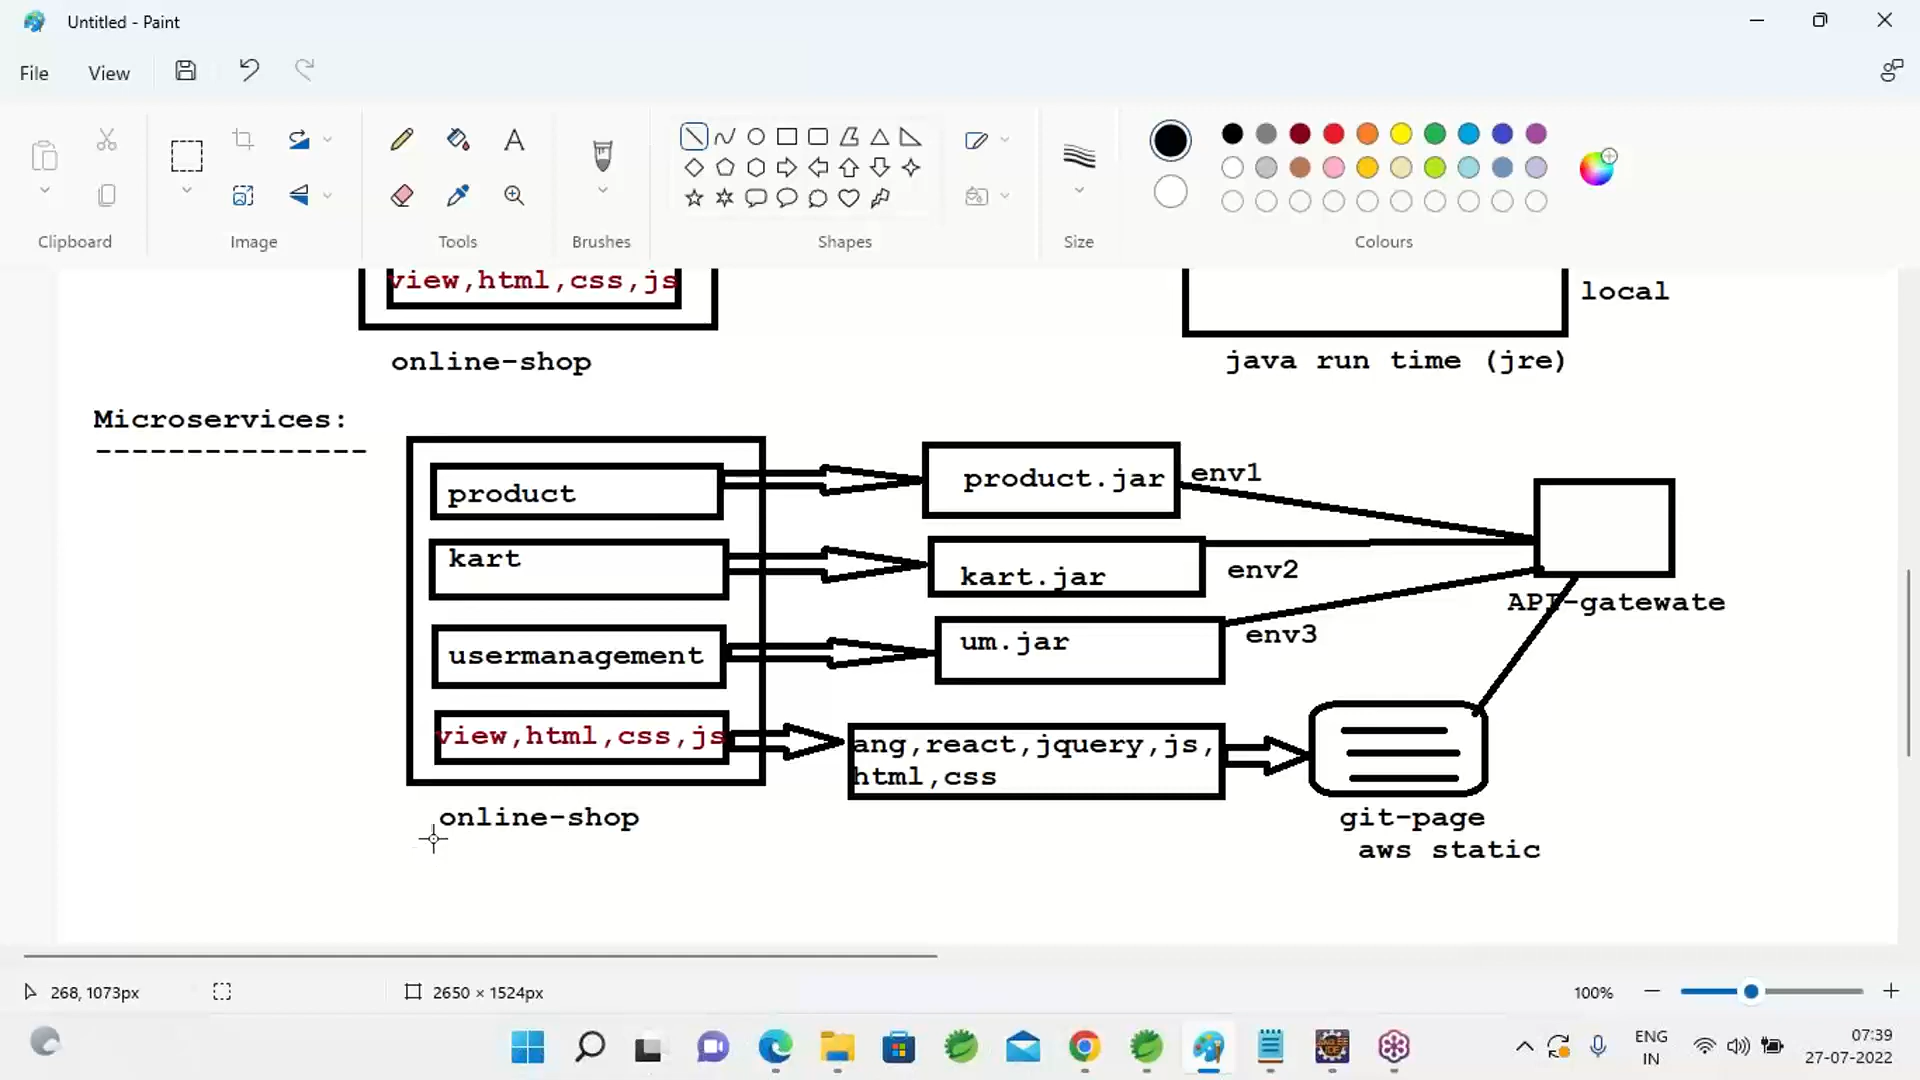 Untitled - Paint
File
View
Clipboard
Image
Tools
Brushes
Shapes
Size
Colours
view,html,css,js
local
online-shop
java run time (jre)
Microservices:
---------------
product
product.jar
env1
kart
kart.jar
env2
API-gatewate
usermanagement
um.jar
env3
view,html,css,js
ang,react,jquery,js,
html,css
online-shop
git-page
aws static
268, 1073px
2650 × 1524px
100%
ENG
IN
07:39
27-07-2022